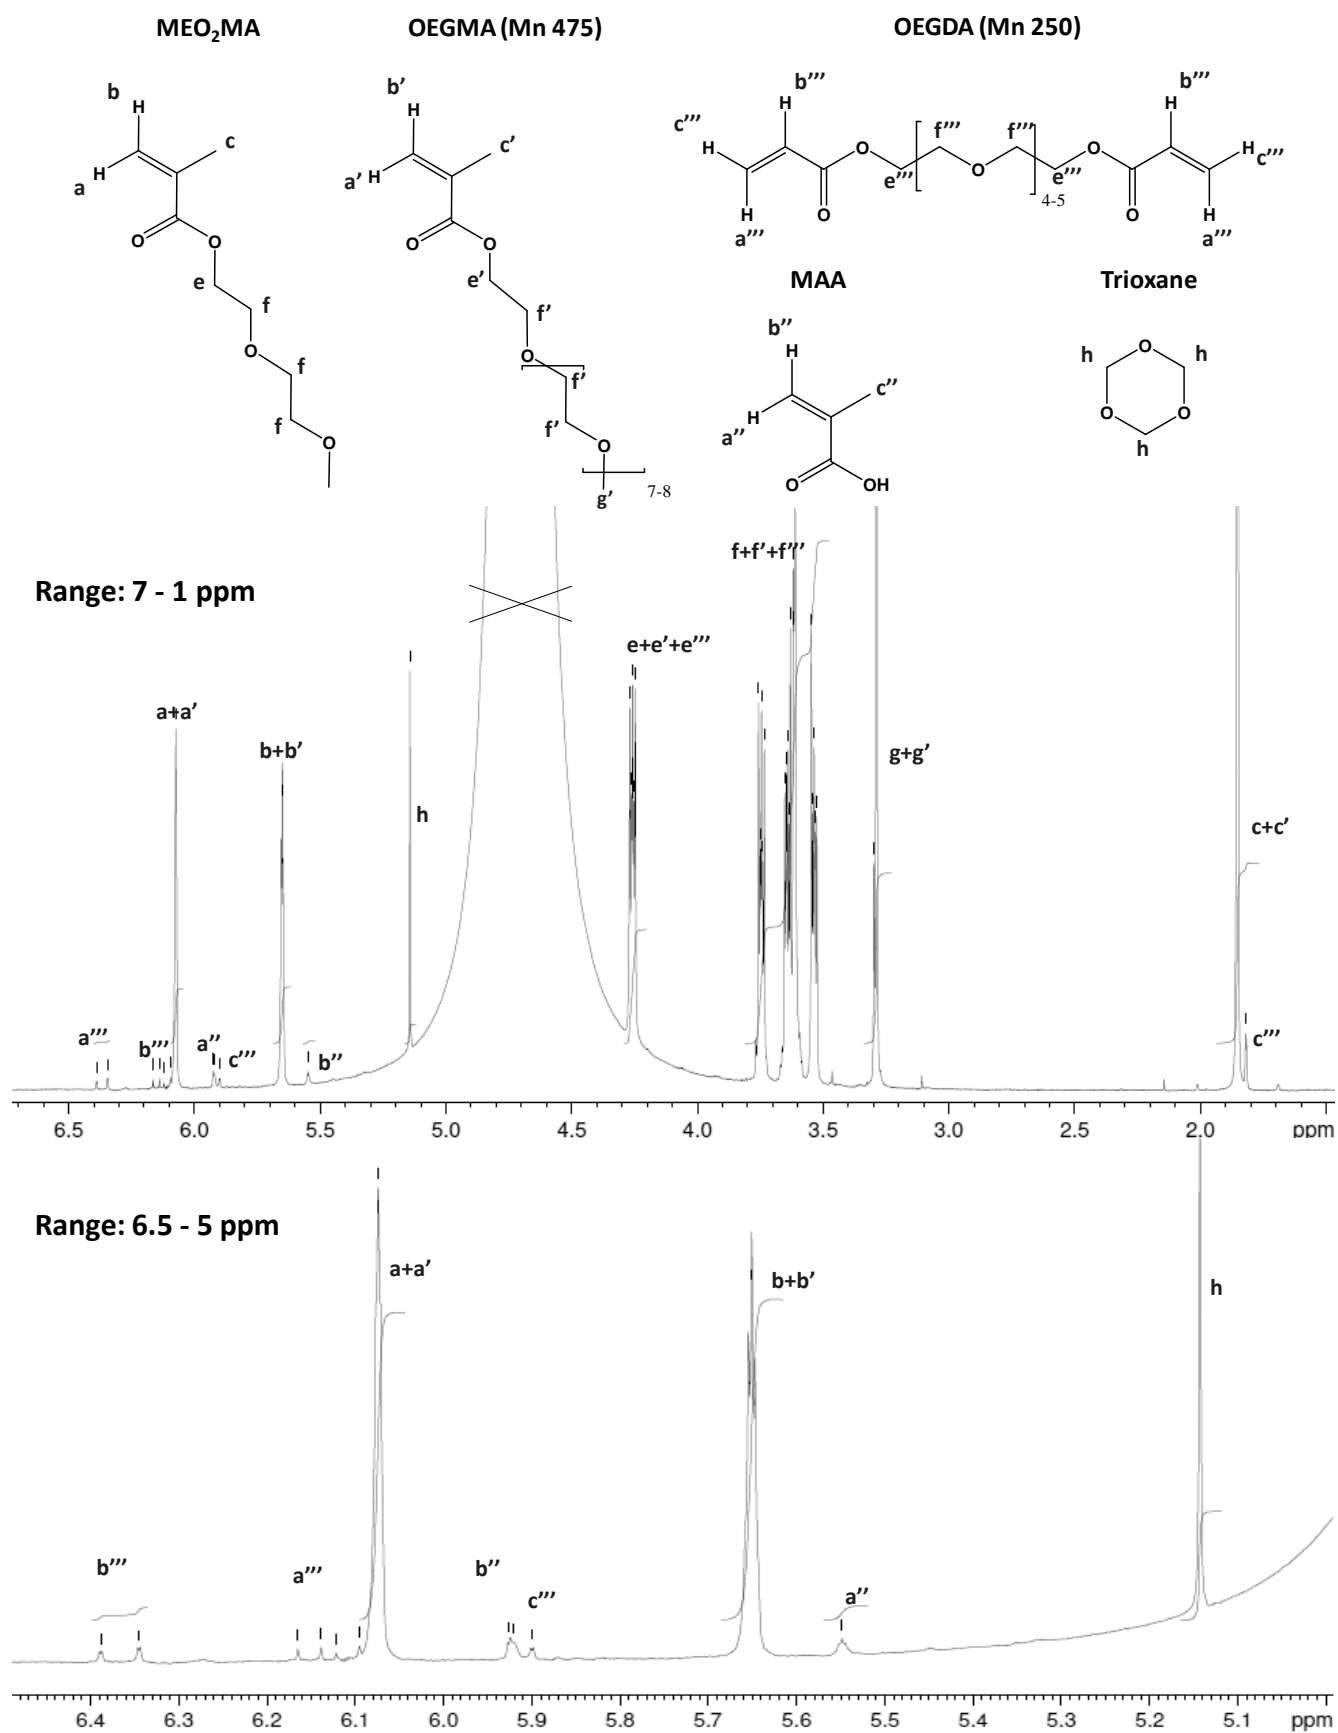 MEO₂MA OEGMA (Mn 475) OEGDA (Mn 250)
b
H
H
a
c
O
O
e
f
O
f
f
O
b’
H
a’ H
c’
O
O
e’
f’
O
f’
f’
O
g’
7-8
b’’’ b’’’
H H
c’’’
H
f’’’ f’’’
O O
H
c’’’
e’’’ O e’’’
4-5
H O O H
a’’’ a’’’
MAA Trioxane
b’’
H
c’’
H
a’’
O OH
h O h
O O
h
Range: 7 - 1 ppm
f+f’+f’’’
e+e’+e’’’
a+a’
b+b’
g+g’
h
c+c’
a’’’
b’’’
a’’
c’’’
b’’
c’’’
6.5 6.0 5.5 5.0 4.5 4.0 3.5 3.0 2.5 2.0 ppm
Range: 6.5 - 5 ppm
a+a’
b+b’
h
b’’’
a’’’
b’’
c’’’
a’’
6.4 6.3 6.2 6.1 6.0 5.9 5.8 5.7 5.6 5.5 5.4 5.3 5.2 5.1 ppm